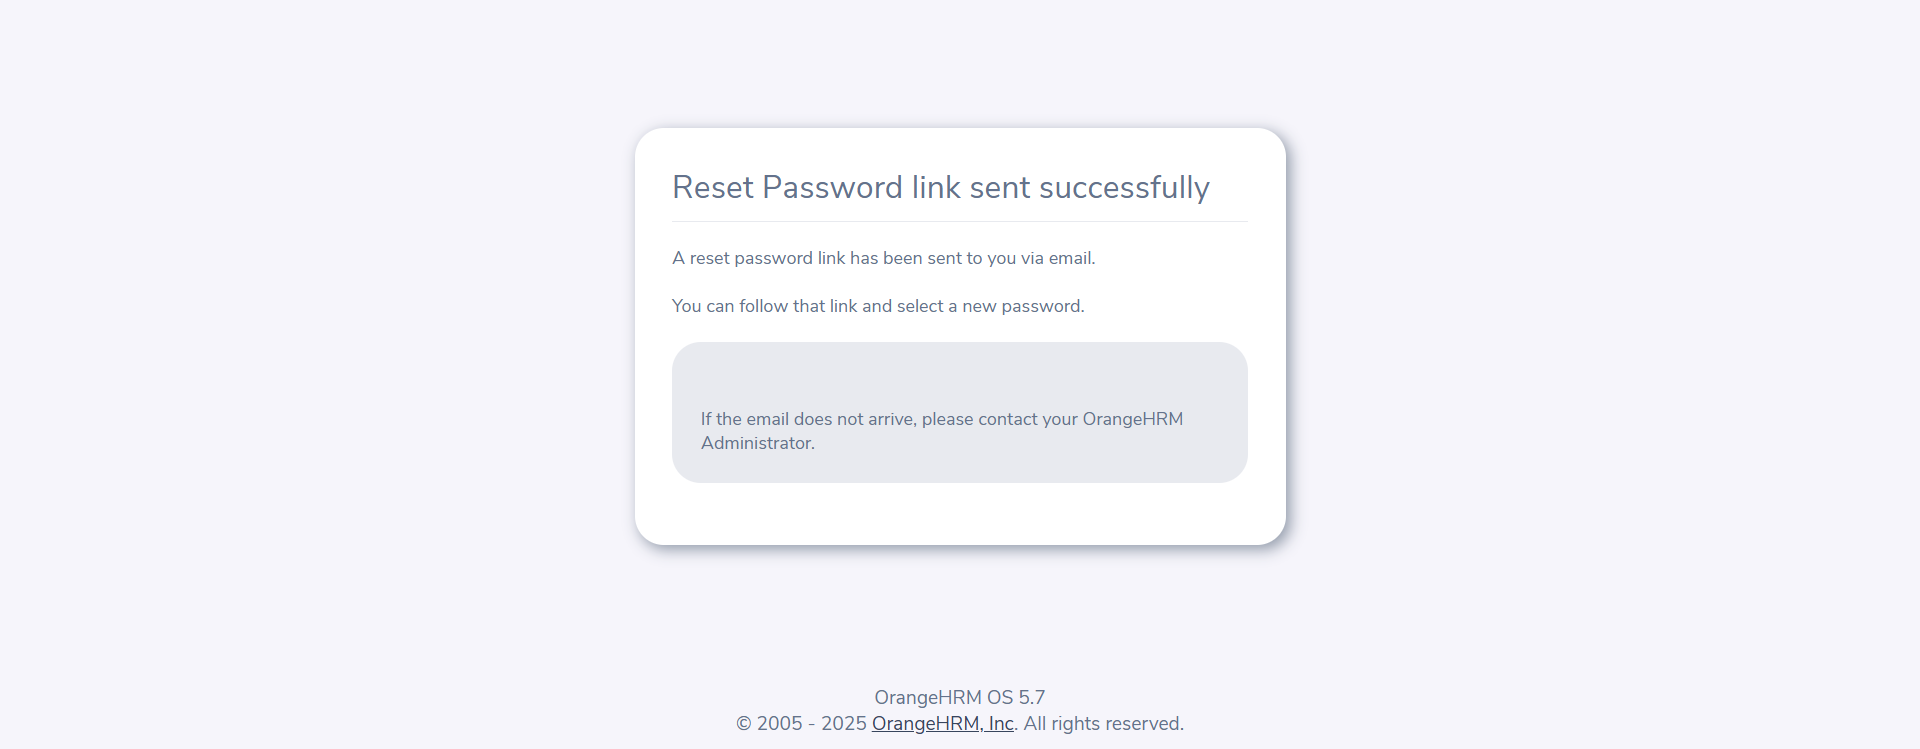 Reset Password link sent successfully
A reset password link has been sent to you via email.
You can follow that link and select a new password.
If the email does not arrive, please contact your OrangeHRM
Administrator.
OrangeHRM OS 5.7
© 2005 - 2025 OrangeHRM, Inc. All rights reserved.